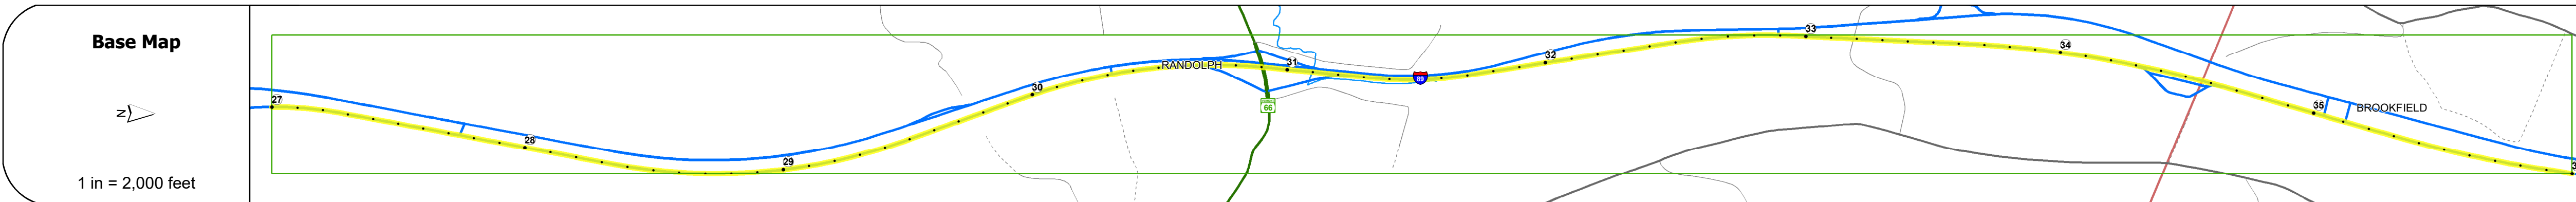 Base Map
N
1 in = 2,000 feet
27
28
29
30
RANDOLPH
31
66
89
32
33
34
35
BROOKFIELD